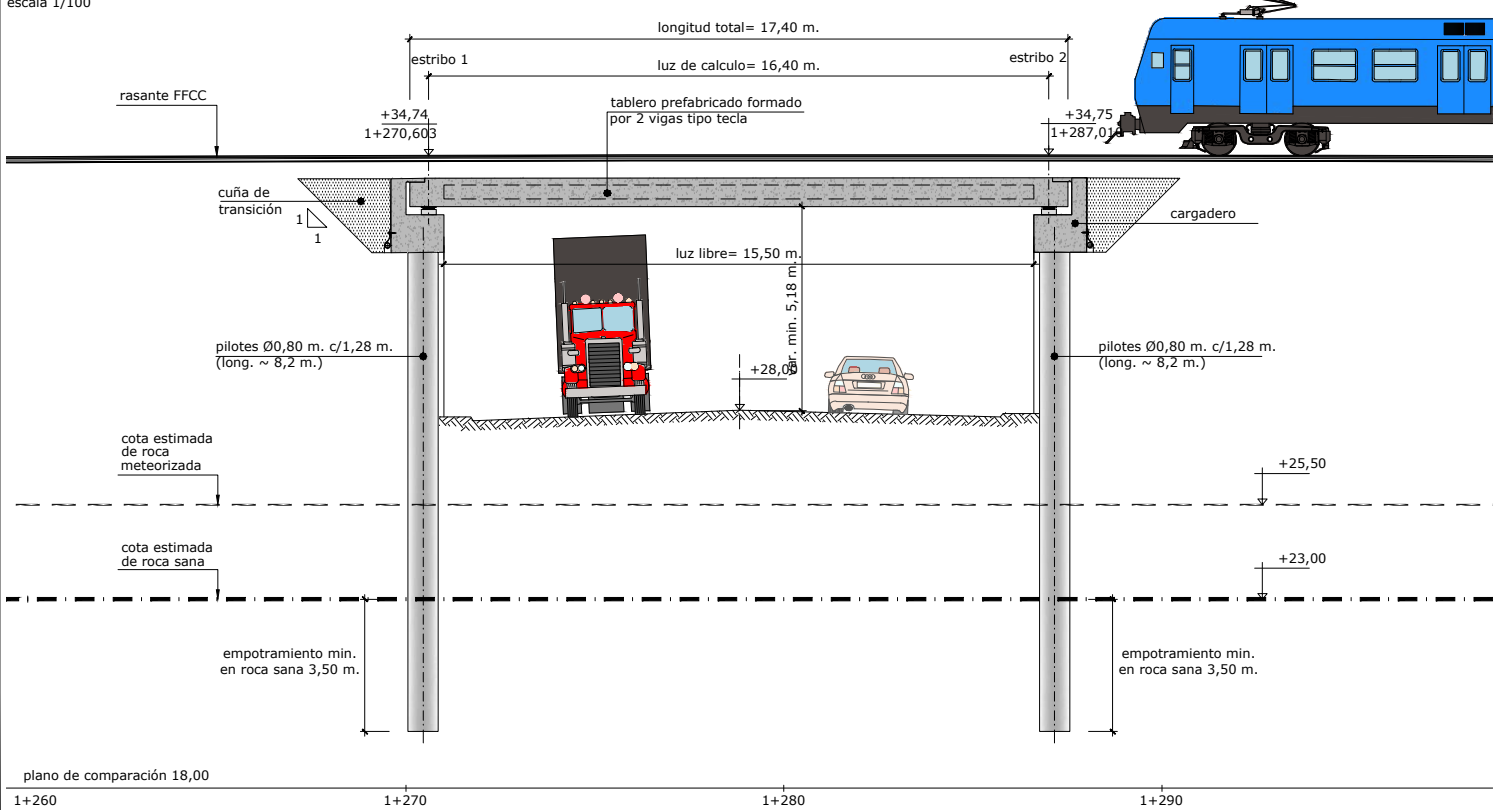 escala 1/100
longitud total= 17,40 m.
estribo 1
luz de calculo= 16,40 m.
estribo 2
rasante FFCC
+34,74
1+270,603
tablero prefabricado formado
por 2 vigas tipo tecla
+34,75
1+287,01
cuña de
transición
1
1
cargadero
luz libre= 15,50 m.
var. min. 5,18 m.
pilotes Ø0,80 m. c/1,28 m.
(long. ~ 8,2 m.)
+28,00
pilotes Ø0,80 m. c/1,28 m.
(long. ~ 8,2 m.)
cota estimada
de roca
meteorizada
+25,50
cota estimada
de roca sana
+23,00
empotramiento min.
en roca sana 3,50 m.
empotramiento min.
en roca sana 3,50 m.
plano de comparación 18,00
1+260
1+270
1+280
1+290